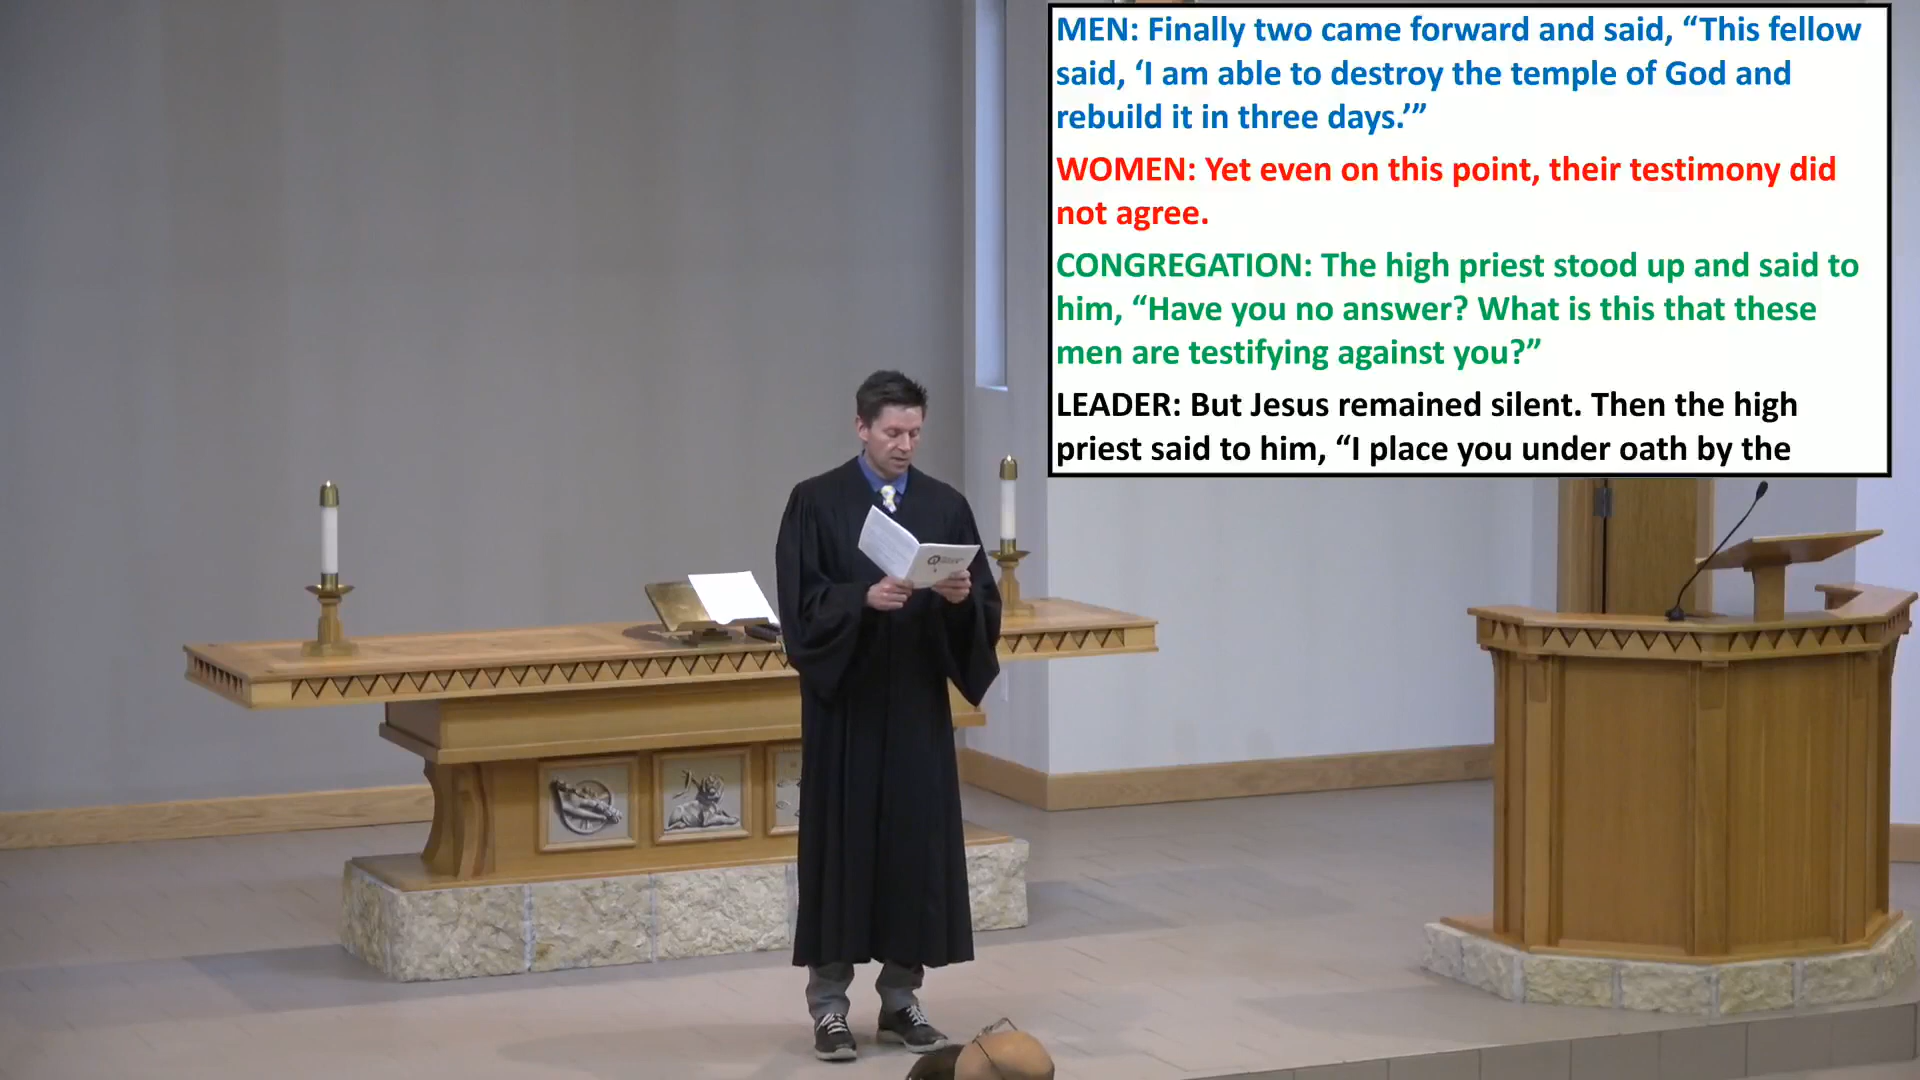 MEN: Finally two came forward and said, “This fellow
said, ‘I am able to destroy the temple of God and
rebuild it in three days.’”
WOMEN: Yet even on this point, their testimony did
not agree.
CONGREGATION: The high priest stood up and said to
him, “Have you no answer? What is this that these
men are testifying against you?”
LEADER: But Jesus remained silent. Then the high
priest said to him, “I place you under oath by the